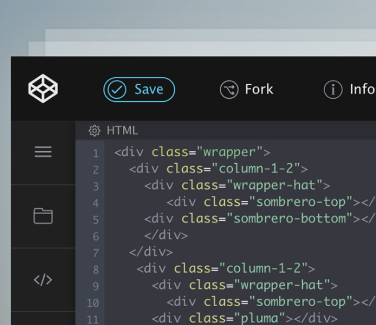 Save
Fork
Info
HTML
1 <div class="wrapper">
2 <div class="column-1-2">
3 <div class="wrapper-hat">
4 <div class="sombrero-top"></
5 <div class="sombrero-bottom"></
6 </div>
7 </div>
8 <div class="column-1-2">
9 <div class="wrapper-hat">
10 <div class="sombrero-top"></
11 <div class="pluma"></div>